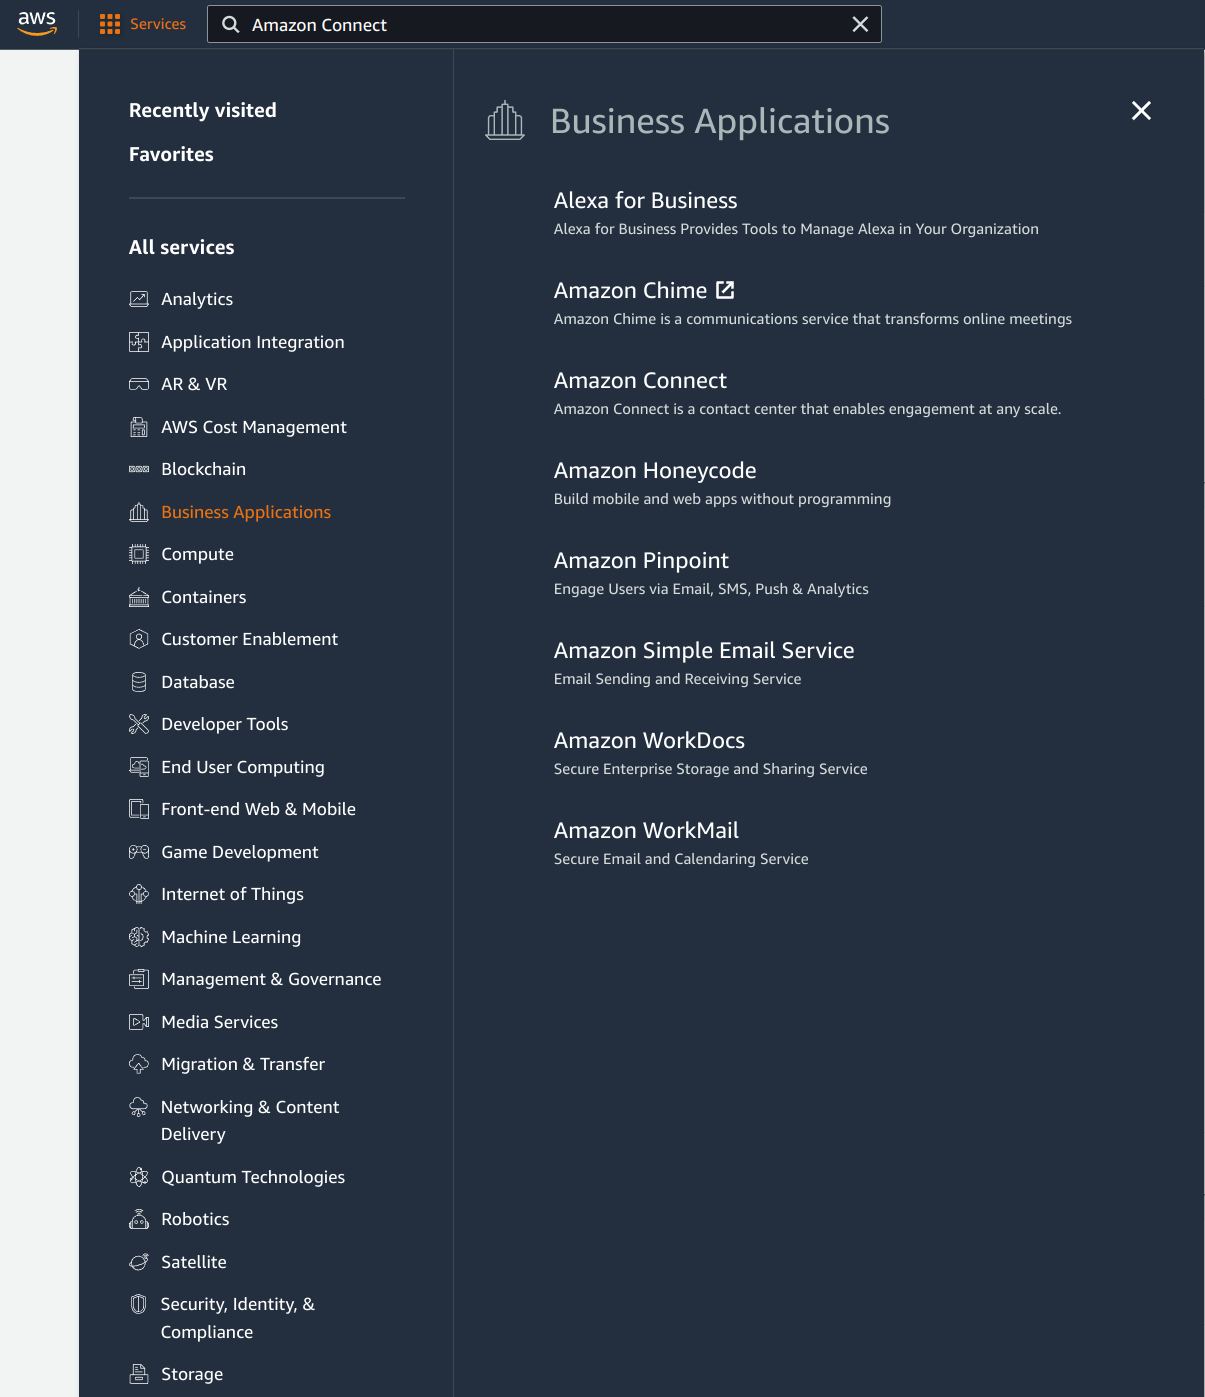 aws
Services
Amazon Connect
Recently visited
Favorites
All services
Analytics
Application Integration
AR & VR
AWS Cost Management
Blockchain
Business Applications
Compute
Containers
Customer Enablement
Database
Developer Tools
End User Computing
Front-end Web & Mobile
Game Development
Internet of Things
Machine Learning
Management & Governance
Media Services
Migration & Transfer
Networking & Content
Delivery
Quantum Technologies
Robotics
Satellite
Security, Identity, &
Compliance
Storage
Business Applications
Alexa for Business
Alexa for Business Provides Tools to Manage Alexa in Your Organization
Amazon Chime
Amazon Chime is a communications service that transforms online meetings
Amazon Connect
Amazon Connect is a contact center that enables engagement at any scale.
Amazon Honeycode
Build mobile and web apps without programming
Amazon Pinpoint
Engage Users via Email, SMS, Push & Analytics
Amazon Simple Email Service
Email Sending and Receiving Service
Amazon WorkDocs
Secure Enterprise Storage and Sharing Service
Amazon WorkMail
Secure Email and Calendaring Service